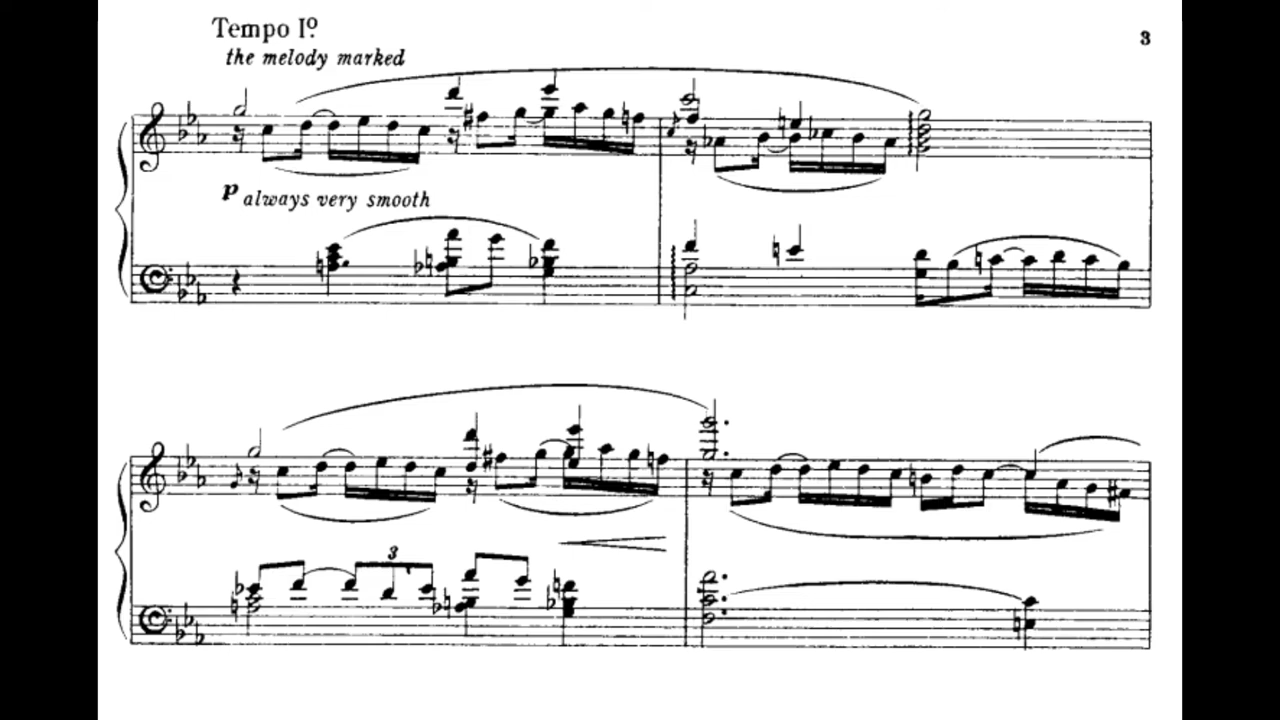 Tempo Iº
3
the melody marked
p always very smooth
3